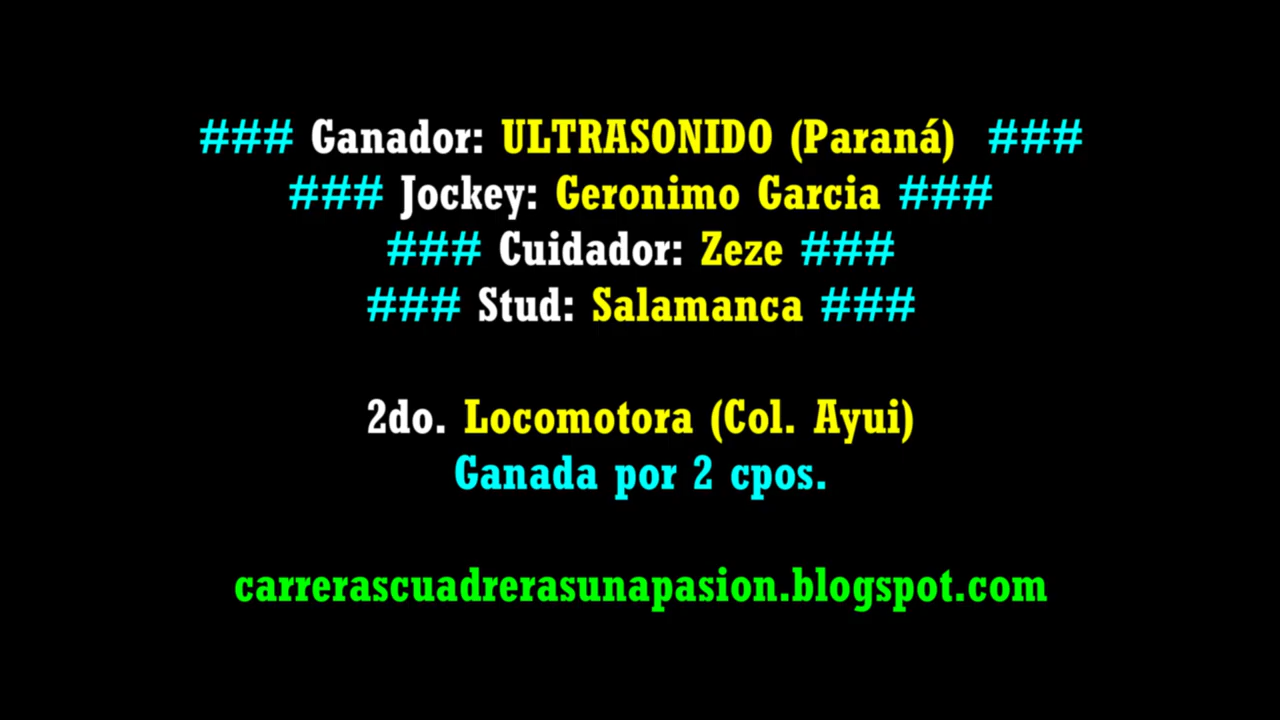 ### Ganador: ULTRASONIDO (Paraná) ###
### Jockey: Geronimo Garcia ###
### Cuidador: Zeze ###
### Stud: Salamanca ###
2do. Locomotora (Col. Ayui)
Ganada por 2 cpos.
carrerascuadrerasunapasion.blogspot.com